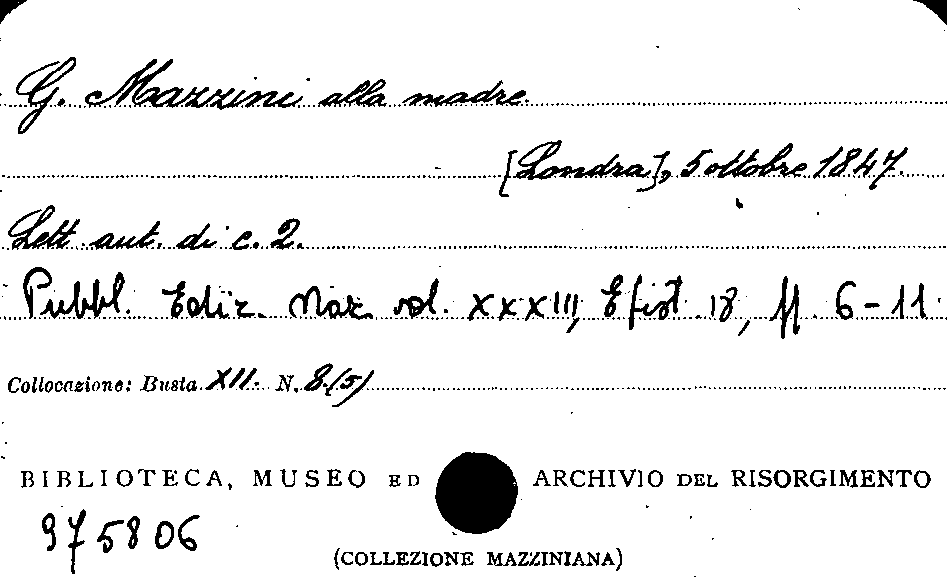 G. Mazzini alla madre.
[Londra], 5 ottobre 1847.
Lett. aut. di c. 2.
Pubbl. Ediz. Naz. vol. XXXIII, Epist. 18, pp. 6-11
Collocazione: Busta XII. N. 8.(5)
BIBLIOTECA, MUSEO ED ARCHIVIO DEL RISORGIMENTO
975806
(COLLEZIONE MAZZINIANA)